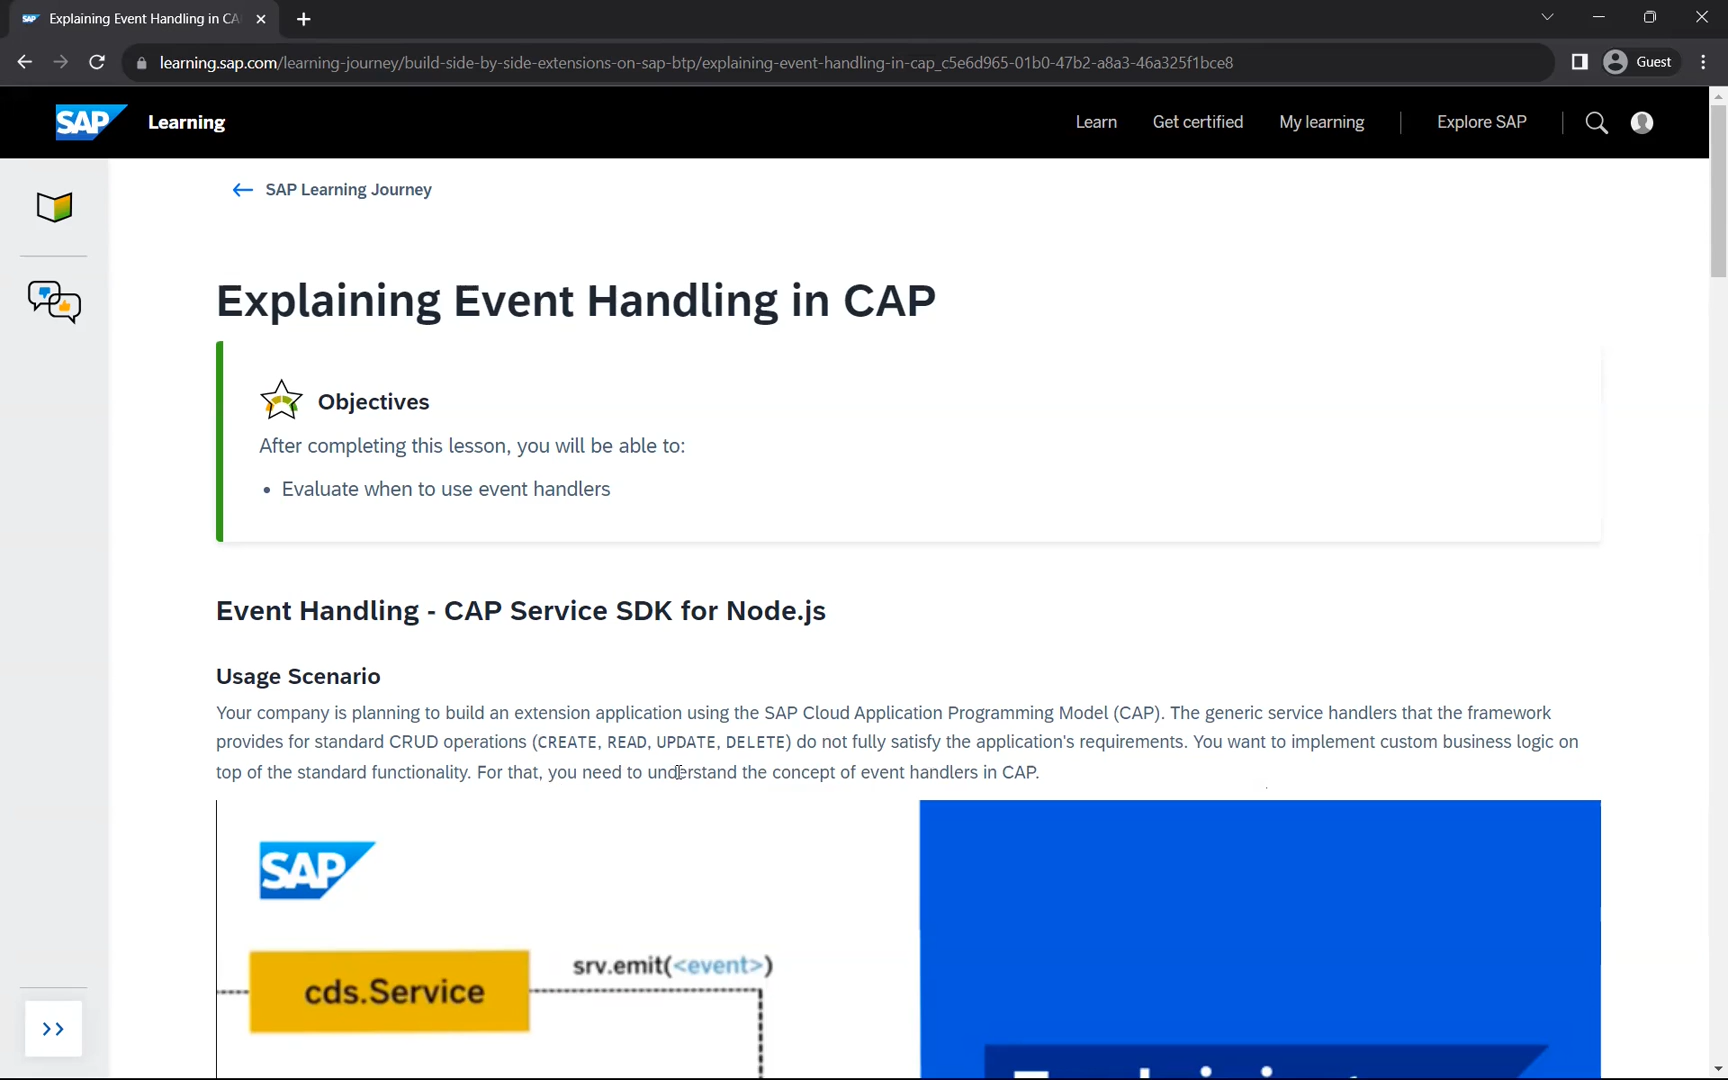 SAP Explaining Event Handling in CA
learning.sap.com/learning-journey/build-side-by-side-extensions-on-sap-btp/explaining-event-handling-in-cap_c5e6d965-01b0-47b2-a8a3-46a325f1bce8
Guest
SAP Learning
Learn
Get certified
My learning
Explore SAP
SAP Learning Journey
Explaining Event Handling in CAP
Objectives
After completing this lesson, you will be able to:
• Evaluate when to use event handlers
Event Handling - CAP Service SDK for Node.js
Usage Scenario
Your company is planning to build an extension application using the SAP Cloud Application Programming Model (CAP). The generic service handlers that the framework
provides for standard CRUD operations (CREATE, READ, UPDATE, DELETE) do not fully satisfy the application's requirements. You want to implement custom business logic on
top of the standard functionality. For that, you need to understand the concept of event handlers in CAP.
SAP
srv.emit(<event>)
cds.Service